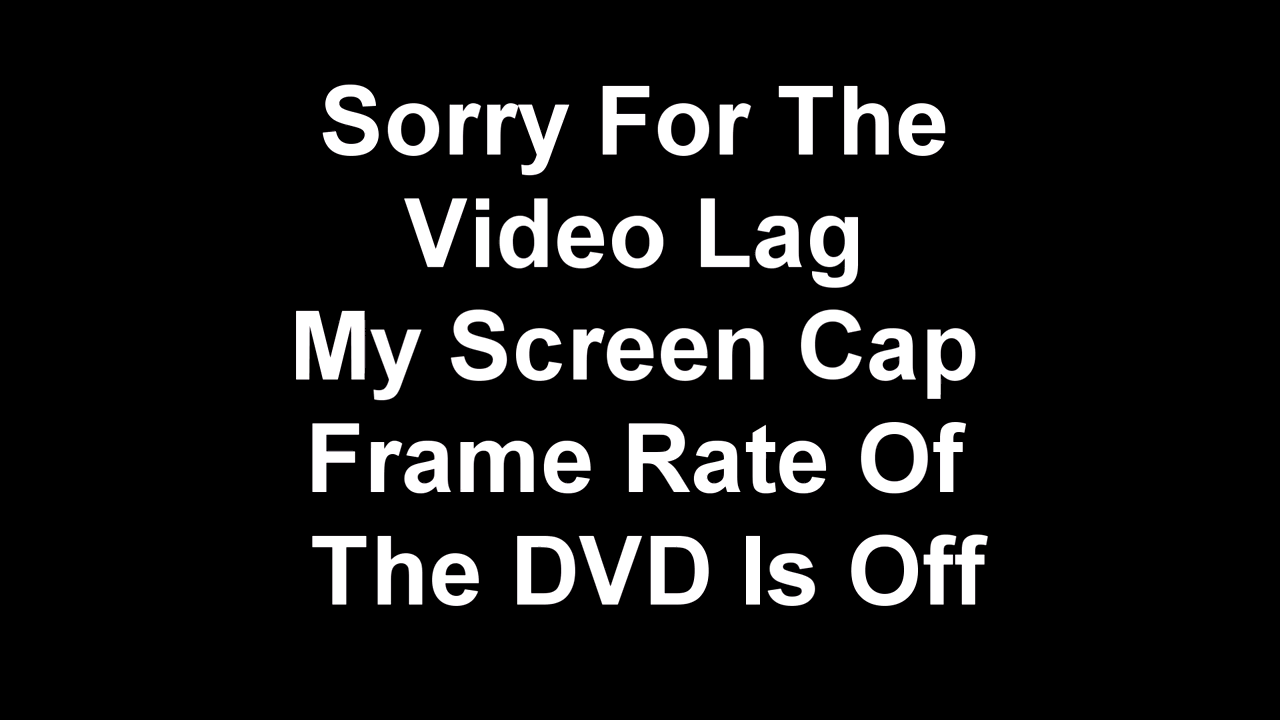 Sorry For The
Video Lag
My Screen Cap
Frame Rate Of
The DVD Is Off